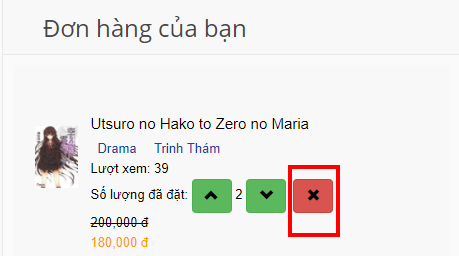 Đơn hàng của bạn
Utsuro no Hako to Zero no Maria
Drama Trinh Thám
Lượt xem: 39
Số lượng đã đặt: 2
200,000 đ
180,000 đ